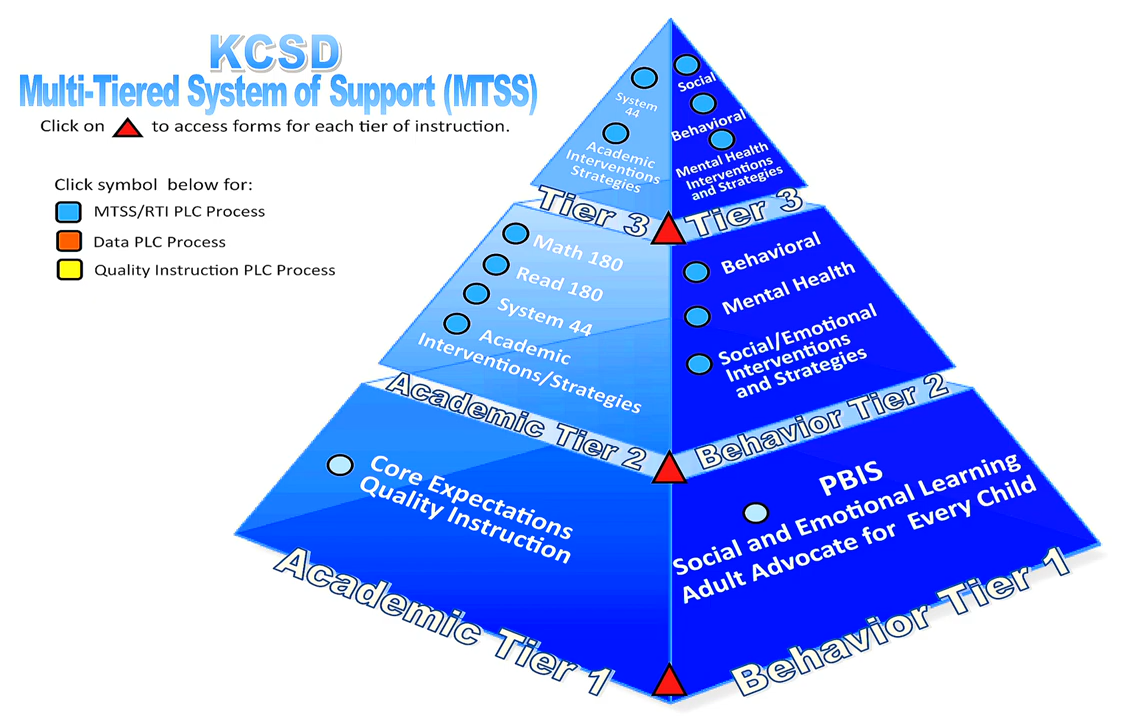 KCSD
Multi-Tiered System of Support (MTSS)
Click on to access forms for each tier of instruction.
Click symbol below for:
MTSS/RTI PLC Process
Data PLC Process
Quality Instruction PLC Process
System
44
Academic
Interventions
Strategies
Tier 3
Social
Behavioral
Mental Health
Interventions
and Strategies
Tier 3
Math 180
Read 180
System 44
Academic
Interventions/Strategies
Academic Tier 2
Behavioral
Mental Health
Social/Emotional
Interventions
and Strategies
Behavior Tier 2
Core Expectations
Quality Instruction
Academic Tier 1
PBIS
Social and Emotional Learning
Adult Advocate for Every Child
Behavior Tier 1